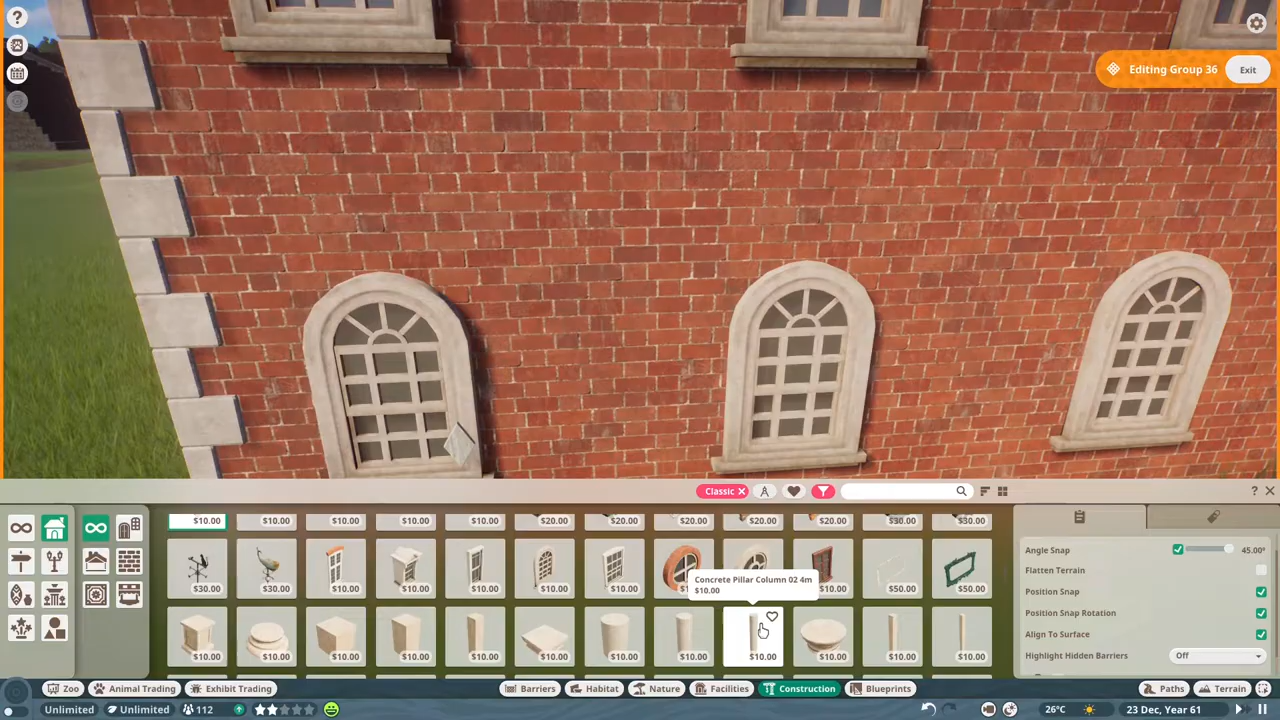 ?
Editing Group 36
Exit
Classic ×
? ×
$10.00 $10.00 $10.00 $10.00 $10.00 $20.00 $20.00 $20.00 $20.00 $20.00 $30.00 $30.00
Angle Snap 45.00°
Flatten Terrain
Position Snap
Position Snap Rotation
Align To Surface
Highlight Hidden Barriers Off
$30.00 $30.00 $10.00 $10.00 $10.00 $10.00 $10.00 $10.00 $50.00 $50.00
Concrete Pillar Column 02 4m
$10.00
$10.00 $10.00 $10.00 $10.00 $10.00 $10.00 $10.00 $10.00 $10.00 $10.00 $10.00 $10.00
Zoo Animal Trading Exhibit Trading Barriers Habitat Nature Facilities Construction Blueprints Paths Terrain
Unlimited Unlimited 112 26°C 23 Dec, Year 61